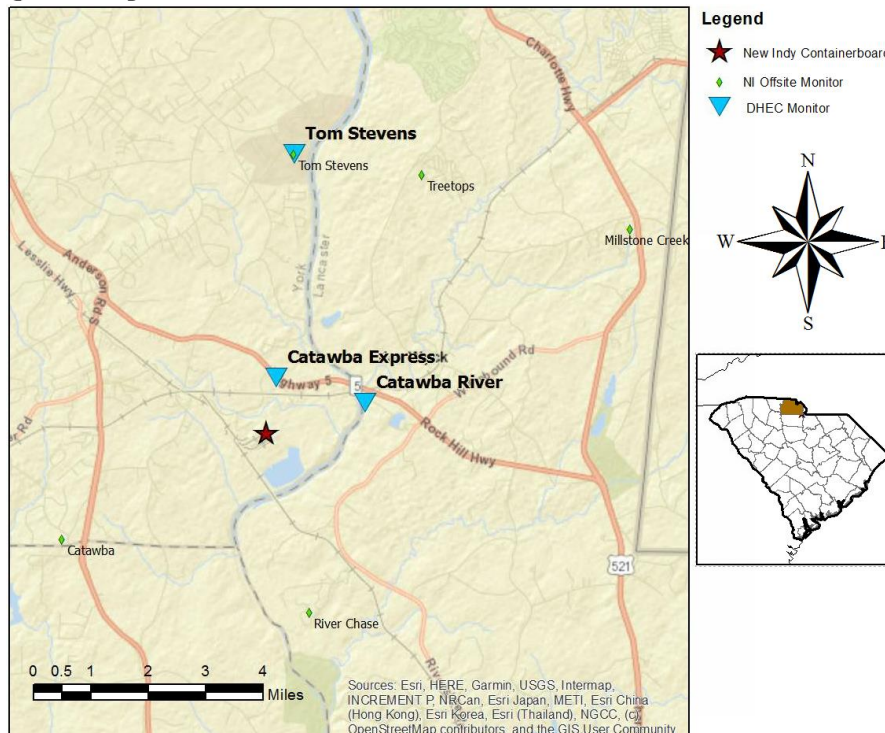 Legend
New Indy Containerboard
NI Offsite Monitor
DHEC Monitor
Charlotte Hwy
Tom Stevens
Tom Stevens
Treetops
Millstone Creek
York
Lancaster
Anderson Rd S
Lesslie Hwy
N
W
S
Catawba Express
Catawba River
5
Rock Hill Hwy
521
Catawba
River Chase
0 0.5 1 2 3 4
Miles
Sources: Esri, HERE, Garmin, USGS, Intermap,
INCREMENT P, NRCan, Esri Japan, METI, Esri China
(Hong Kong), Esri Korea, Esri (Thailand), NGCC, (c)
OpenStreetMap contributors, and the GIS User Community